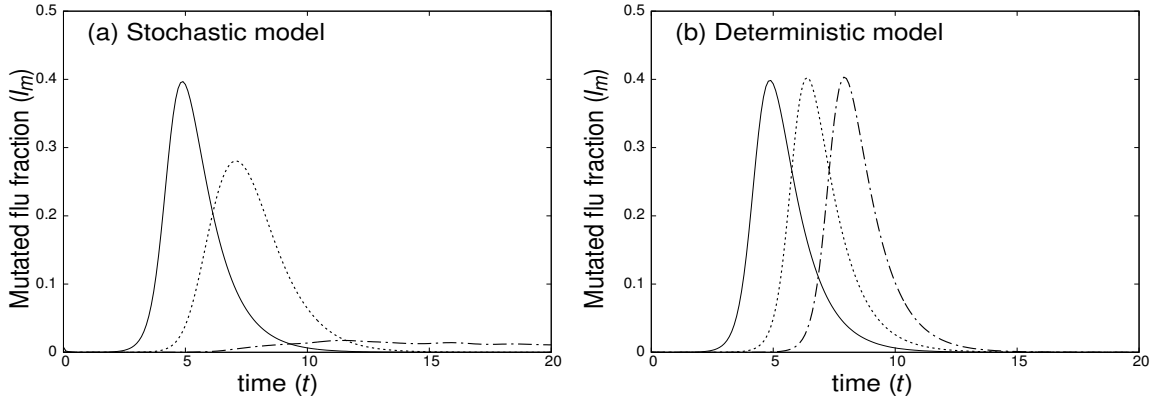 (a) Stochastic model
Mutated flu fraction (I_m)
0.5
0.4
0.3
0.2
0.1
0
0 5 10 15 20
time (t)
(b) Deterministic model
Mutated flu fraction (I_m)
0.5
0.4
0.3
0.2
0.1
0
0 5 10 15 20
time (t)